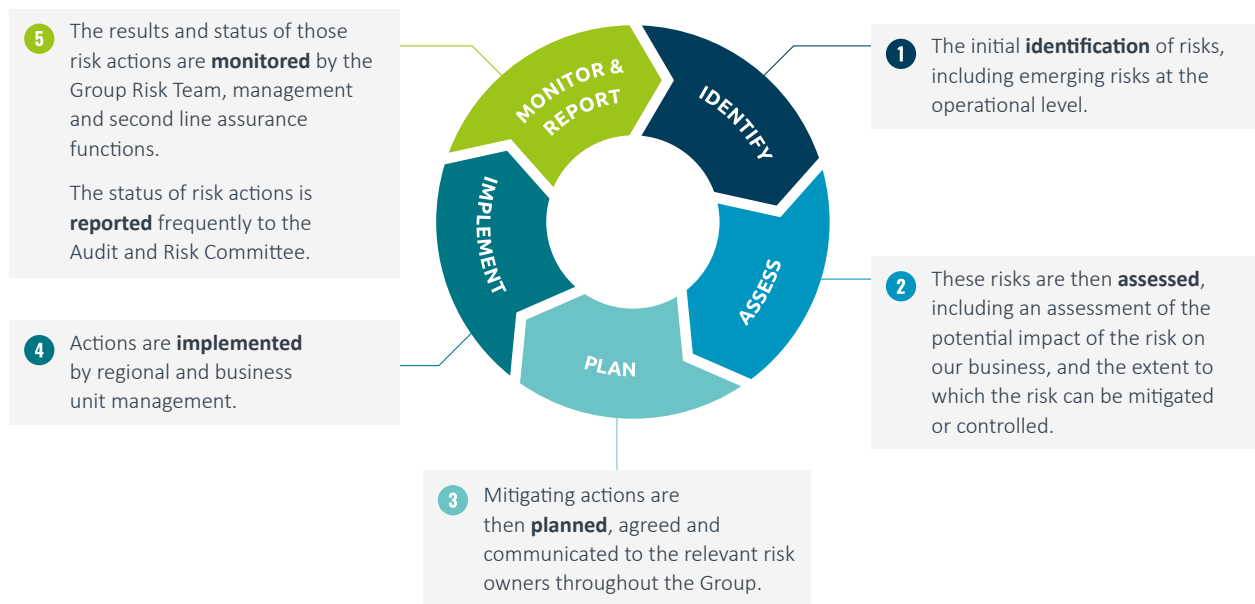 5
The results and status of those
risk actions are monitored by the
Group Risk Team, management
and second line assurance
functions.
The status of risk actions is
reported frequently to the
Audit and Risk Committee.
MONITOR &
REPORT
IDENTIFY
1
The initial identification of risks,
including emerging risks at the
operational level.
IMPLEMENT
ASSESS
2
These risks are then assessed,
including an assessment of the
potential impact of the risk on
our business, and the extent to
which the risk can be mitigated
or controlled.
4
Actions are implemented
by regional and business
unit management.
PLAN
3
Mitigating actions are
then planned, agreed and
communicated to the relevant risk
owners throughout the Group.